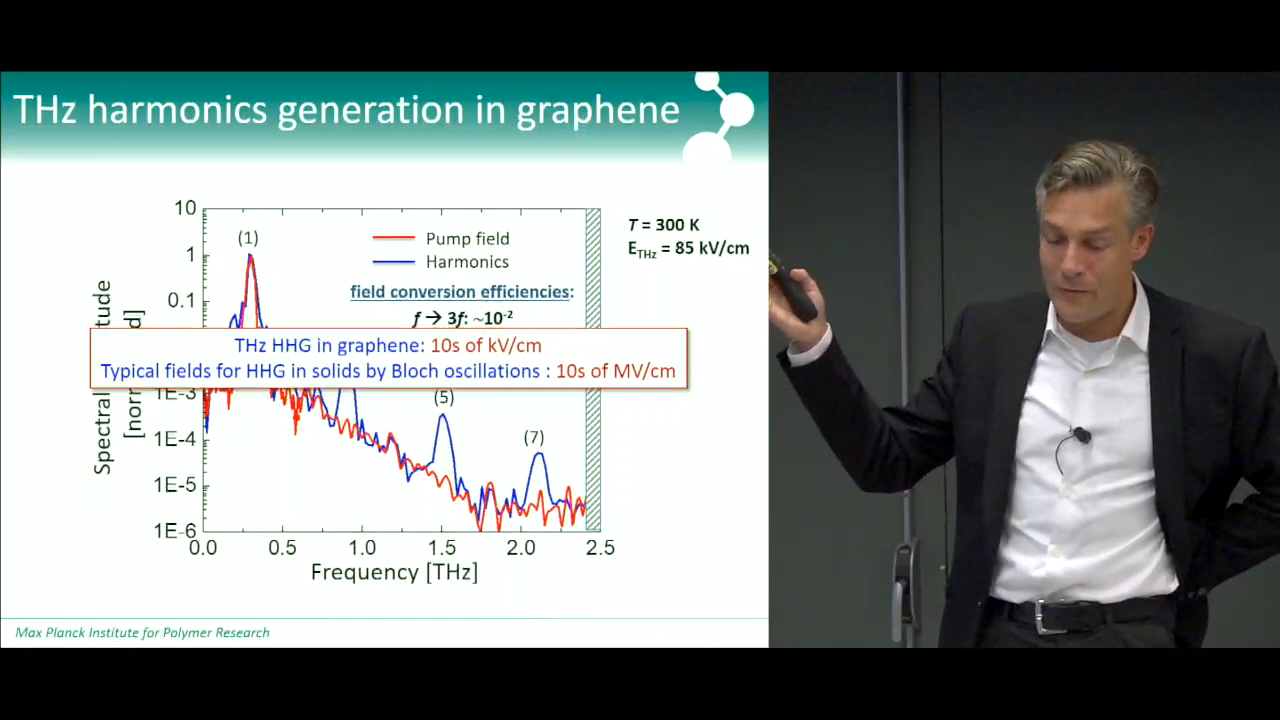 THz harmonics generation in graphene
10
1
0.1
1E-3
1E-4
1E-5
1E-6
0.0
0.5
1.0
1.5
2.0
2.5
Frequency [THz]
Spectral
(1)
(5)
(7)
Pump field
Harmonics
field conversion efficiencies:
f → 3f: ~10⁻²
T = 300 K
E_THz = 85 kV/cm
THz HHG in graphene: 10s of kV/cm
Typical fields for HHG in solids by Bloch oscillations : 10s of MV/cm
Max Planck Institute for Polymer Research